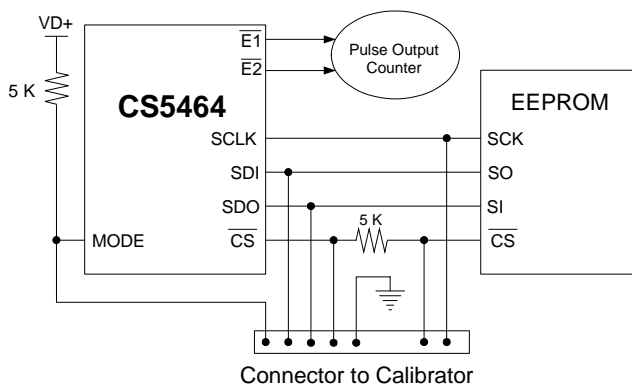 VD+
5 K
CS5464
E1
E2
Pulse Output
Counter
EEPROM
SCLK
SCK
SDI
SO
SDO
SI
5 K
MODE
CS
CS
Connector to Calibrator